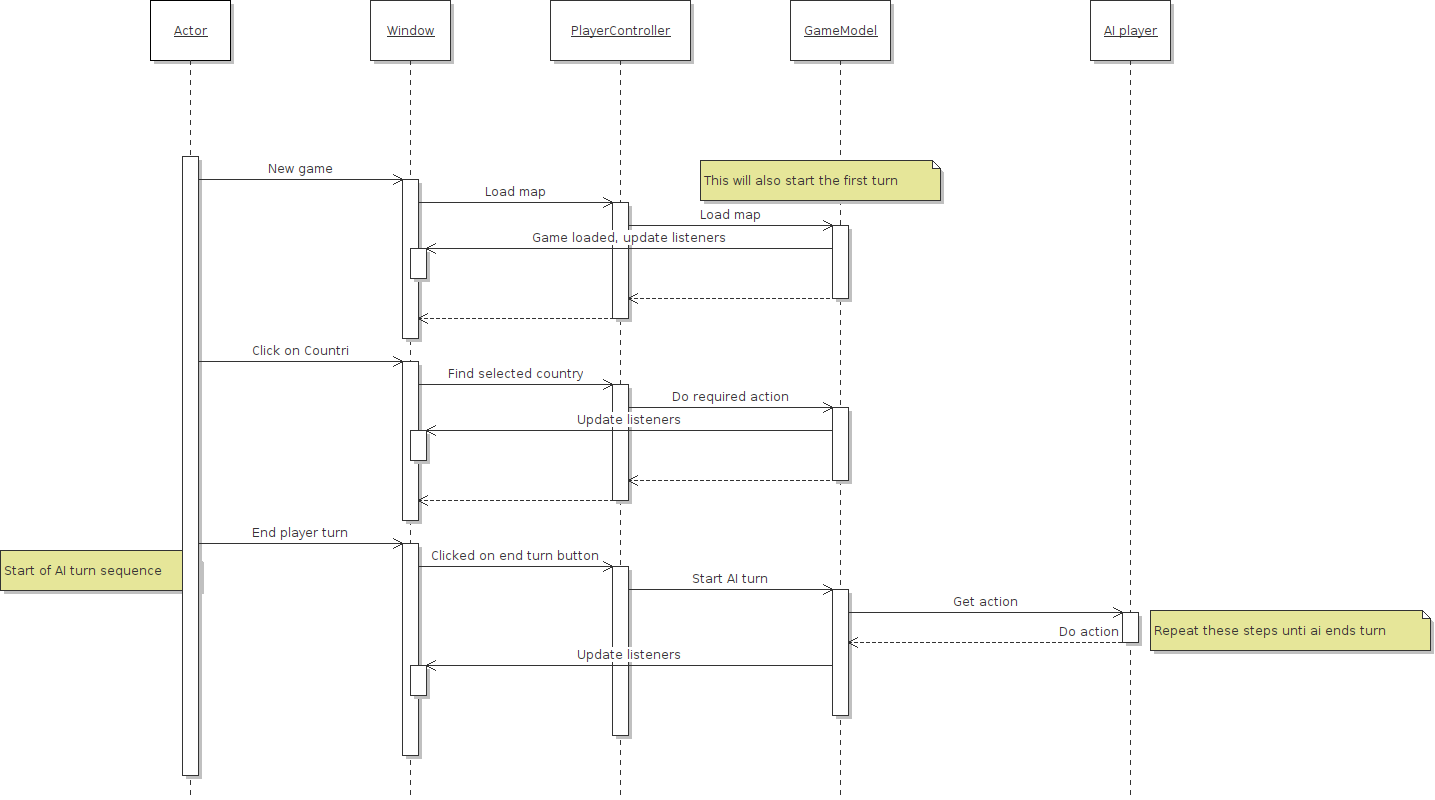 Actor
Window
PlayerController
GameModel
AI player
New game
This will also start the first turn
Load map
Load map
Game loaded, update listeners
Click on Countri
Find selected country
Do required action
Update listeners
End player turn
Clicked on end turn button
Start of AI turn sequence
Start AI turn
Get action
Do action
Repeat these steps unti ai ends turn
Update listeners